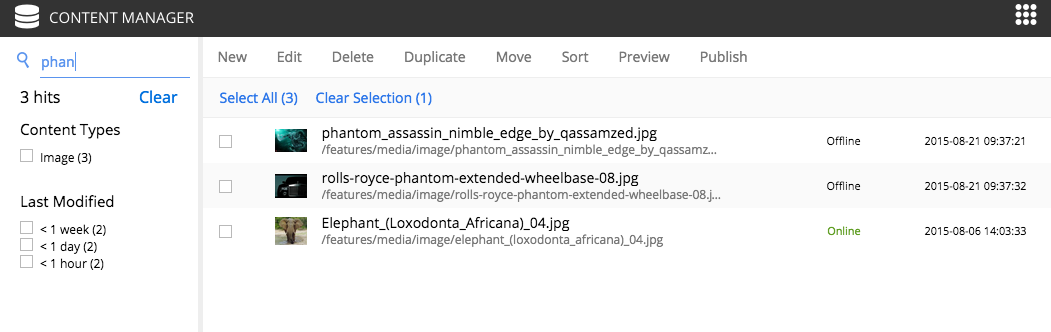 CONTENT MANAGER
phan
3 hits Clear
Content Types
Image (3)
Last Modified
< 1 week (2)
< 1 day (2)
< 1 hour (2)
New Edit Delete Duplicate Move Sort Preview Publish
Select All (3) Clear Selection (1)
phantom_assassin_nimble_edge_by_qassamzed.jpg
/features/media/image/phantom_assassin_nimble_edge_by_qassamz...
Offline 2015-08-21 09:37:21
rolls-royce-phantom-extended-wheelbase-08.jpg
/features/media/image/rolls-royce-phantom-extended-wheelbase-08.j...
Offline 2015-08-21 09:37:32
Elephant_(Loxodonta_Africana)_04.jpg
/features/media/image/elephant_(loxodonta_africana)_04.jpg
Online 2015-08-06 14:03:33